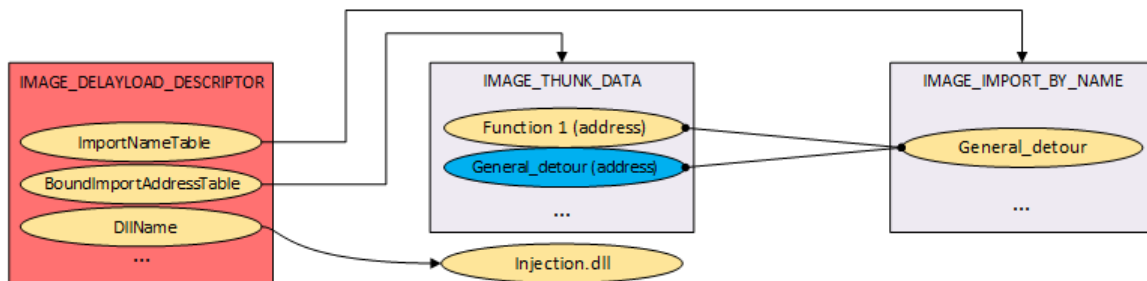 IMAGE_DELAYLOAD_DESCRIPTOR
ImportNameTable
BoundImportAddressTable
DllName
...
IMAGE_THUNK_DATA
Function 1 (address)
General_detour (address)
...
Injection.dll
IMAGE_IMPORT_BY_NAME
General_detour
...